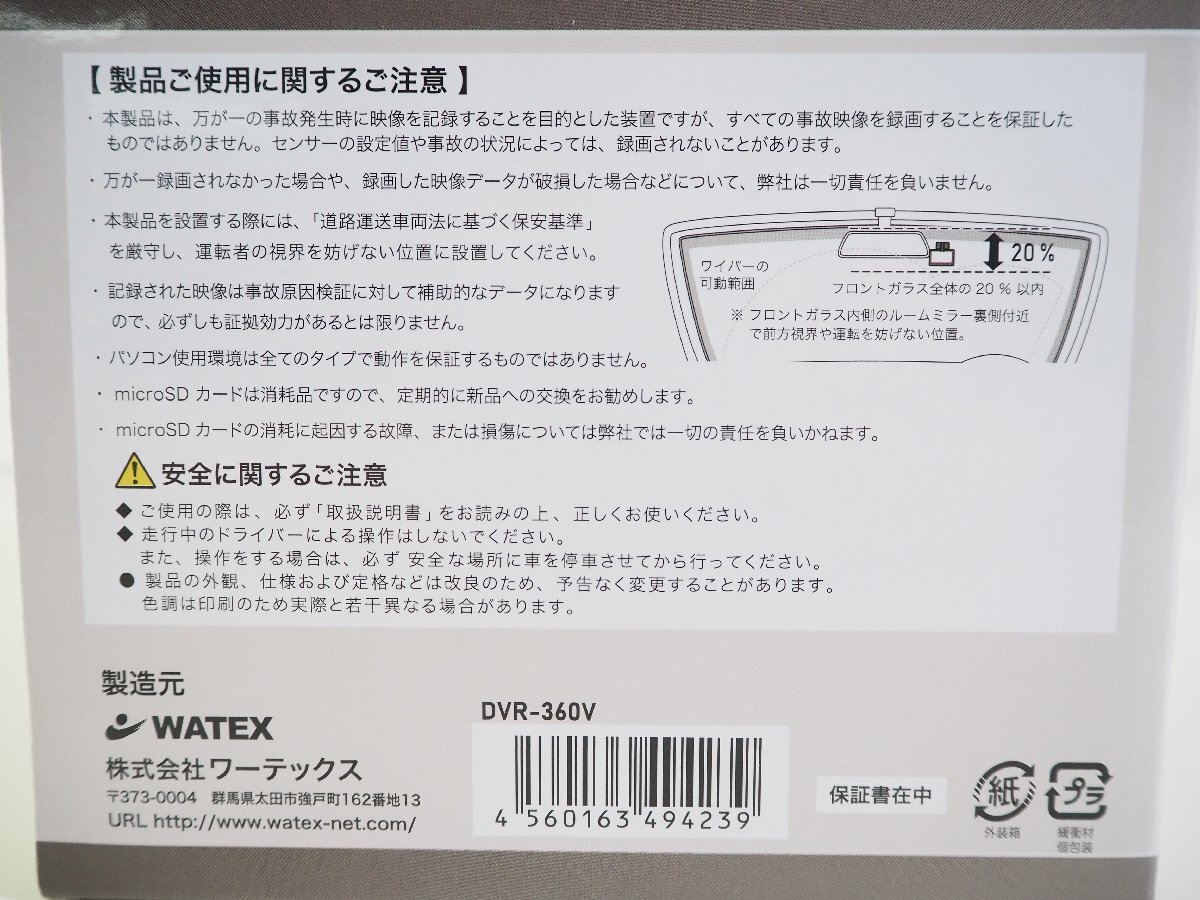 【 製品ご使用に関するご注意 】
・本製品は、万が一の事故発生時に映像を記録することを目的とした装置ですが、すべての事故映像を録画することを保証した
ものではありません。センサーの設定値や事故の状況によっては、録画されないことがあります。
・万が一録画されなかった場合や、録画した映像データが破損した場合などについて、弊社は一切責任を負いません。
・本製品を設置する際には、「道路運送車両法に基づく保安基準」
を厳守し、運転者の視界を妨げない位置に設置してください。
・記録された映像は事故原因検証に対して補助的なデータになります
ので、必ずしも証拠効力があるとは限りません。
・パソコン使用環境は全てのタイプで動作を保証するものではありません。
・microSD カードは消耗品ですので、定期的に新品への交換をお勧めします。
・microSD カードの消耗に起因する故障、または損傷については弊社では一切の責任を負いかねます。
ワイパーの
可動範囲
20 %
フロントガラス全体の 20 % 以内
※ フロントガラス内側のルームミラー裏側付近
で前方視界や運転を妨げない位置。
安全に関するご注意
◆ ご使用の際は、必ず「取扱説明書」をお読みの上、正しくお使いください。
◆ 走行中のドライバーによる操作はしないでください。
また、操作をする場合は、必ず 安全な場所に車を停車させてから行ってください。
● 製品の外観、仕様および定格などは改良のため、予告なく変更することがあります。
色調は印刷のため実際と若干異なる場合があります。
製造元
WATEX
株式会社ワーテックス
〒373-0004 群馬県太田市強戸町162番地13
URL http://www.watex-net.com/
DVR-360V
4 560163 494239
保証書在中
紙
外装箱
プラ
緩衝材
個包装